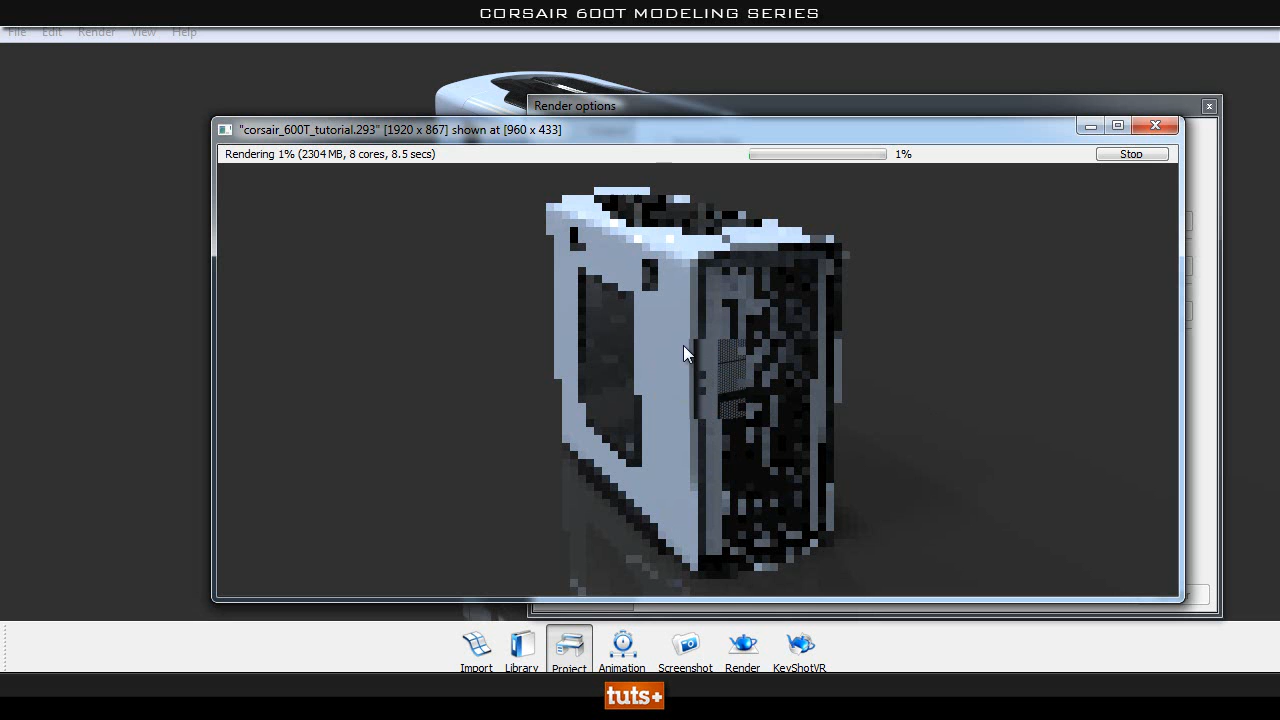 CORSAIR 600T MODELING SERIES
File Edit Render View Help
Render options
x
"corsair_600T_tutorial.293" [1920 x 867] shown at [960 x 433]
Rendering 1% (2304 MB, 8 cores, 8.5 secs)
1%
Stop
Import Library Project Animation Screenshot Render KeyShotVR
tuts+